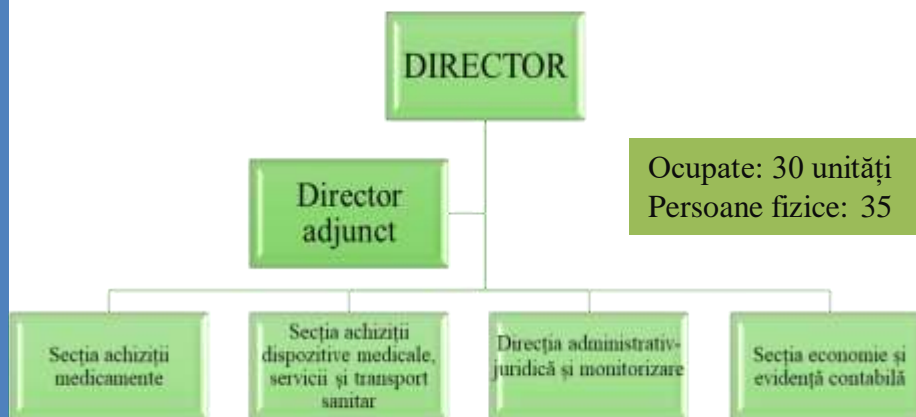 DIRECTOR
Ocupate: 30 unități
Persoane fizice: 35
Director
adjunct
Secția achiziții
medicamente
Secția achiziții
dispozitive medicale,
servicii și transport
sanitar
Direcția administrativ-
juridică și monitorizare
Secția economie și
evidență contabilă